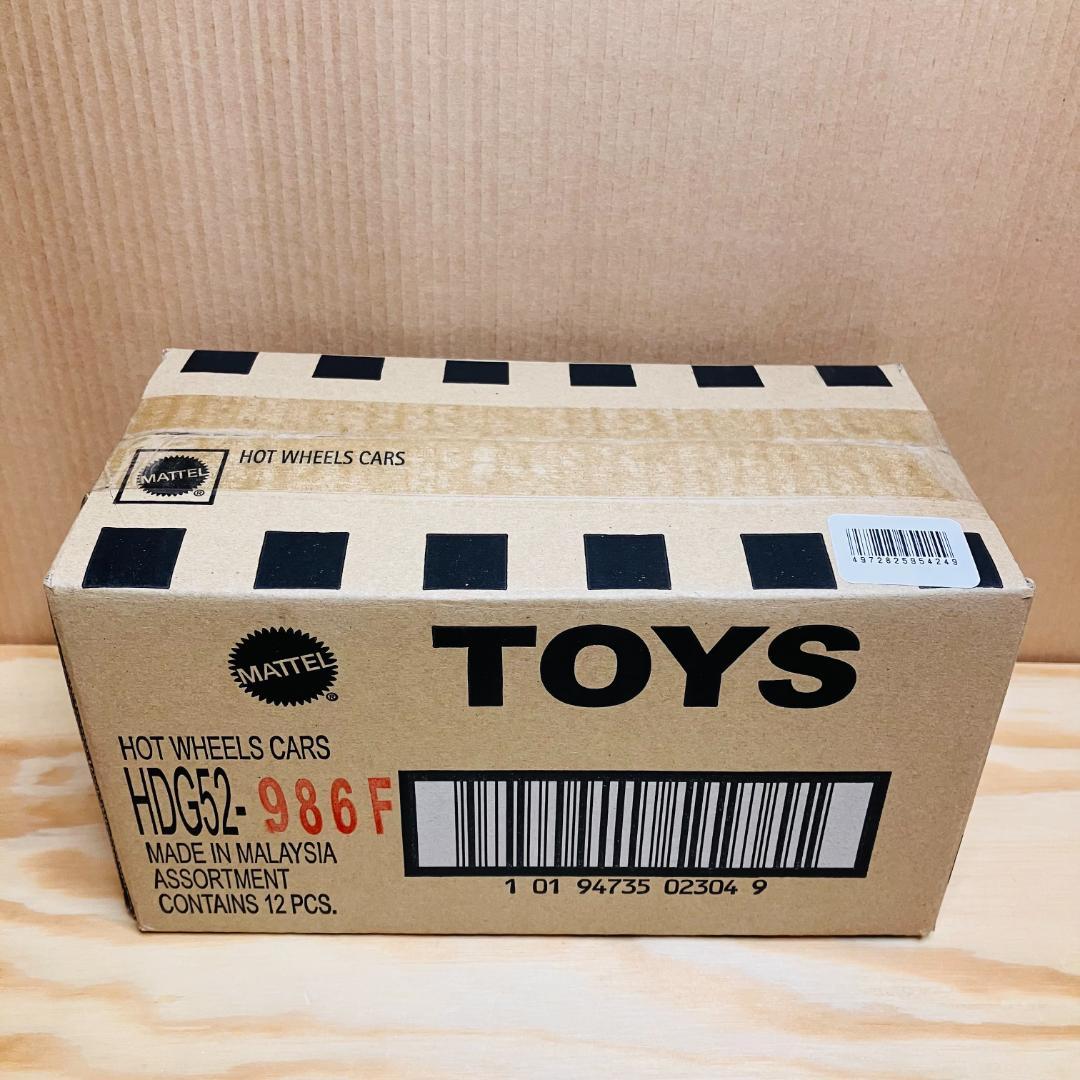 MATTEL
®
HOT WHEELS CARS
4972825954249
MATTEL
®
TOYS
HOT WHEELS CARS
HDG52-986F
MADE IN MALAYSIA
ASSORTMENT
CONTAINS 12 PCS.
1 01 94735 02304 9